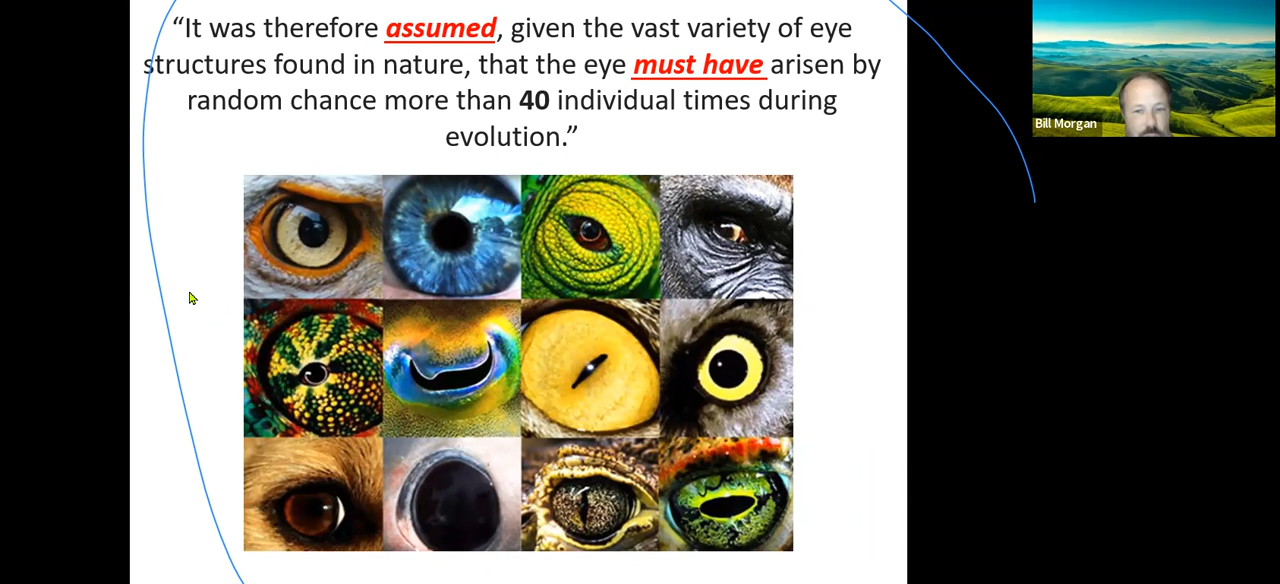 “It was therefore assumed, given the vast variety of eye
structures found in nature, that the eye must have arisen by
random chance more than 40 individual times during
evolution.”
Bill Morgan